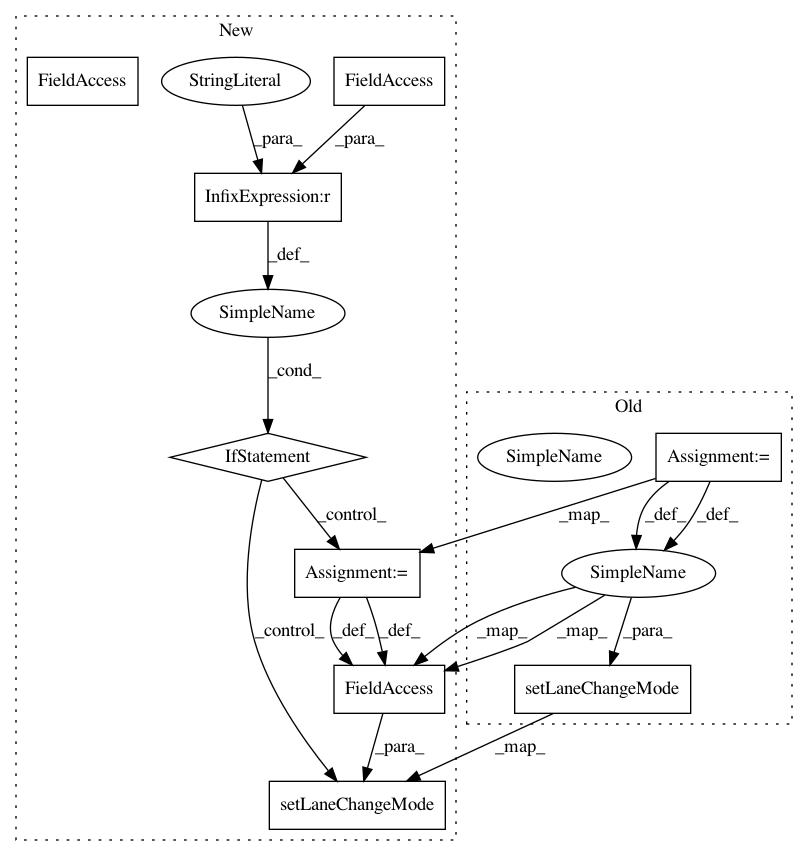 New
FieldAccess
StringLiteral
FieldAccess
_para_
_para_
InfixExpression:r
_def_
SimpleName
_cond_
Old
IfStatement
SimpleName
Assignment:=
_control_
_map_
_def_
_def_
Assignment:=
SimpleName
_control_
_def_
_def_
_map_
_map_
_para_
FieldAccess
setLaneChangeMode
_para_
_map_
setLaneChangeMode